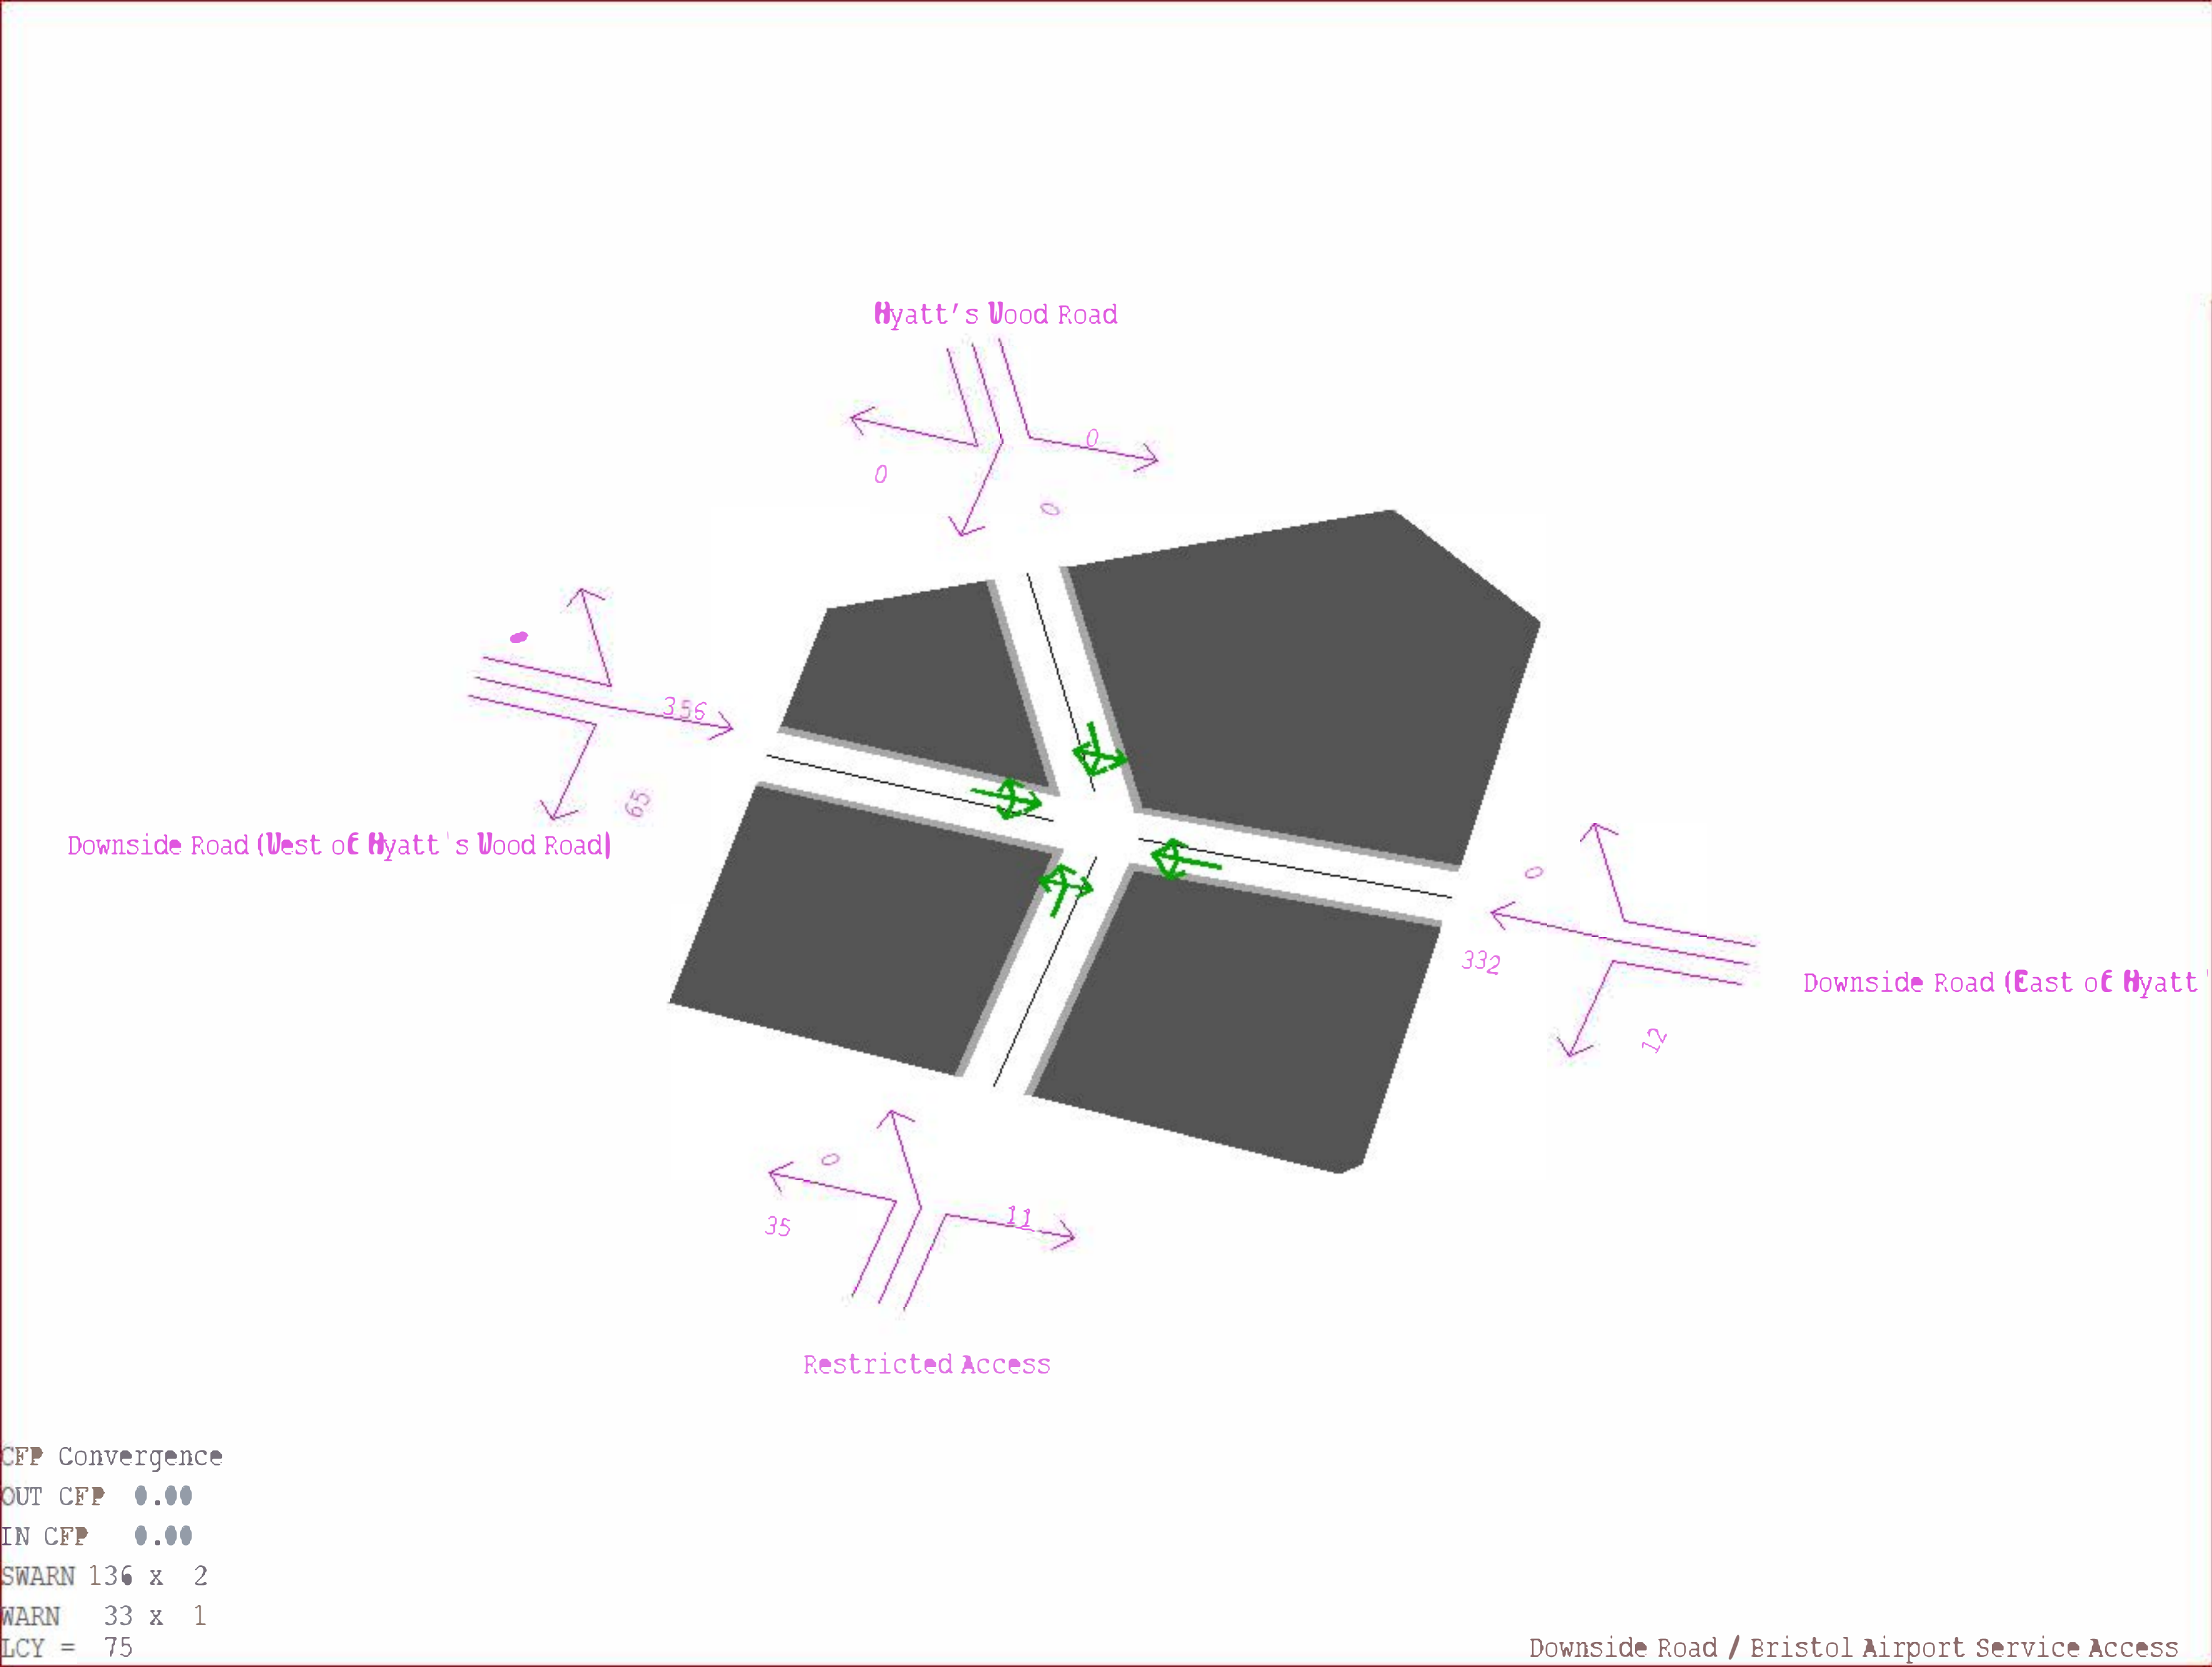 Hyatt's Wood Road
0
0
0
0
356
65
Downside Road (West of Hyatt's Wood Road)
0
332
12
Downside Road (East of Hyatt'
0
35
11
Restricted Access
CFP Convergence
OUT CFP 0.00
IN CFP 0.00
SWARN 136 x 2
WARN 33 x 1
LCY = 75
Downside Road / Bristol Airport Service Access